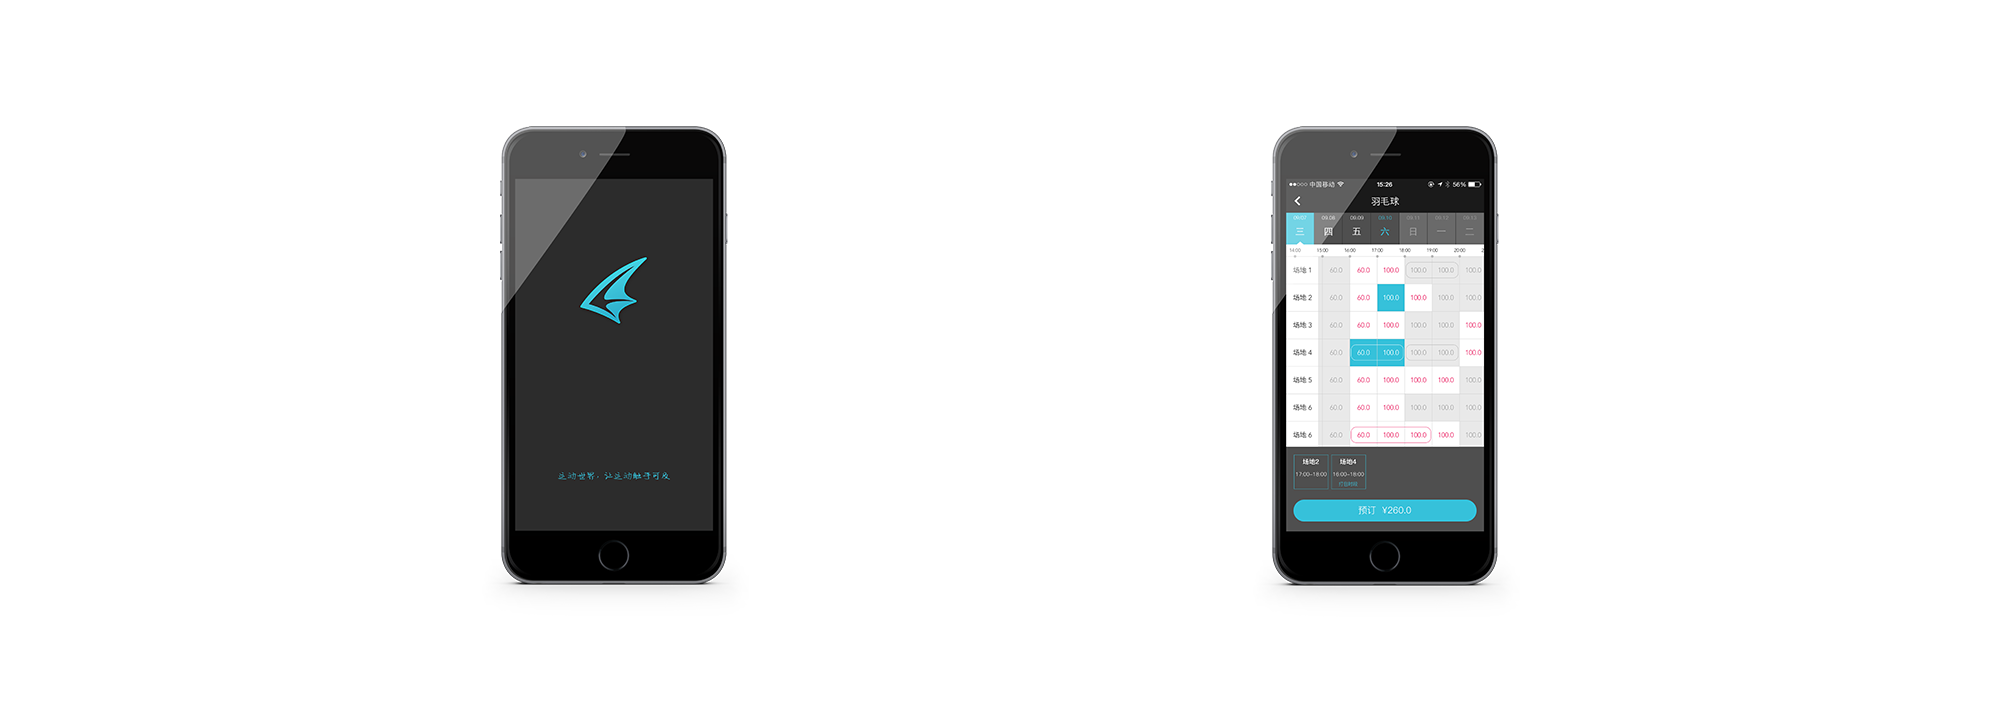 运动世界，让运动触手可及
中国移动 15:26 56%
羽毛球
09.07 09.08 09.09 09.10 09.11 09.12 09.13
三 四 五 六 日 一 二
14:00 15:00 16:00 17:00 18:00 19:00 20:00 2
场地 1 60.0 60.0 100.0 100.0 100.0 100.0
场地 2 60.0 60.0 100.0 100.0 100.0 100.0
场地 3 60.0 60.0 100.0 100.0 100.0 100.0
场地 4 60.0 60.0 100.0 100.0 100.0 100.0
场地 5 60.0 60.0 100.0 100.0 100.0 100.0
场地 6 60.0 60.0 100.0 100.0 100.0 100.0
场地 6 60.0 60.0 100.0 100.0 100.0 100.0
场地2 场地4
17:00-18:00 16:00-18:00
预订 ¥260.0